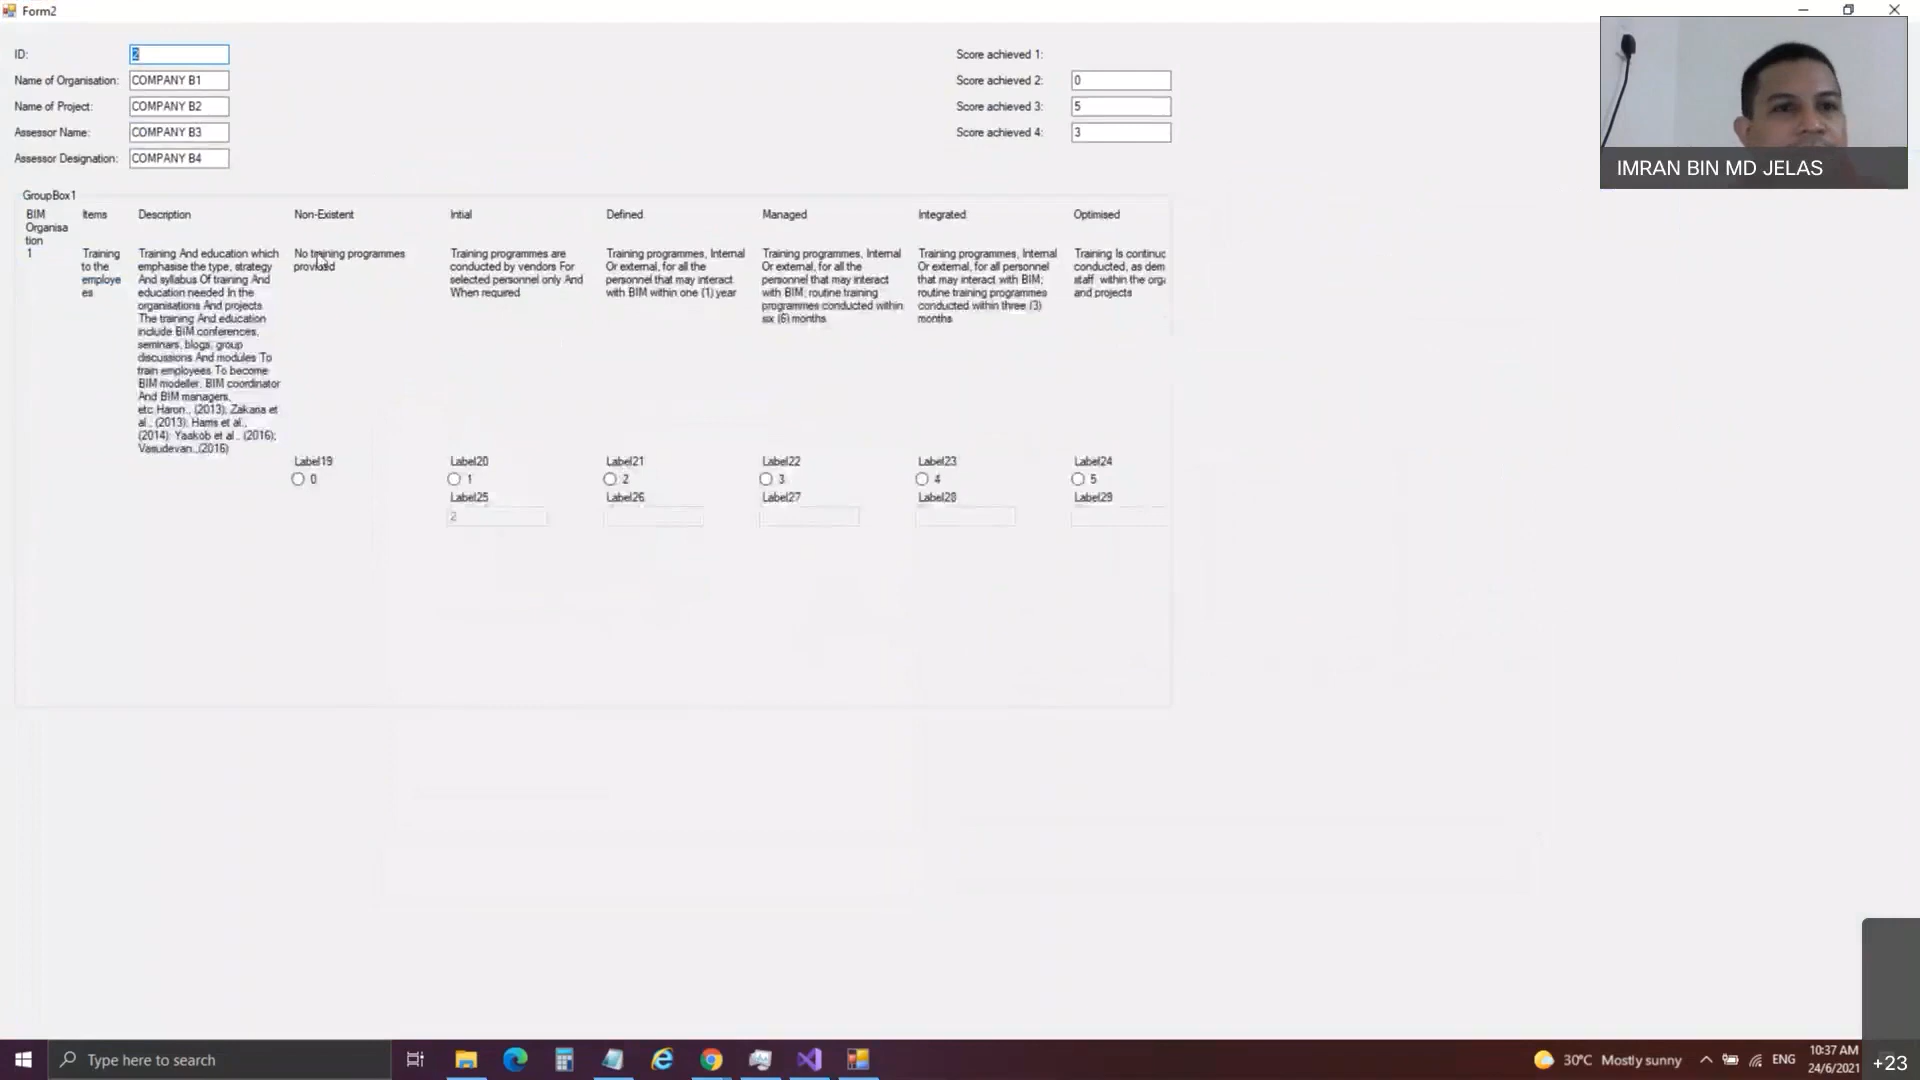 Form2
ID:
2
Name of Organisation:
COMPANY B1
Name of Project:
COMPANY B2
Assessor Name:
COMPANY B3
Assessor Designation:
COMPANY B4
Score achieved 1:
Score achieved 2:
0
Score achieved 3:
5
Score achieved 4:
3
IMRAN BIN MD JELAS
GroupBox1
BIM
Organisa
tion
Items
Description
Non-Existent
Intial
Defined
Managed
Integrated
Optimised
1
Training
to the
employe
es
Training And education which
emphasise the type, strategy
And syllabus Of training And
education needed In the
organisations And projects
The training And education
include BIM conferences,
seminars, blogs, group
discussions And modules To
train employees To become
BIM modeller, BIM coordinator
And BIM managers,
etc Haron., (2013); Zakaria et
al., (2013); Harris et al.,
(2014); Yaakob et al., (2016);
Vasudevan.,(2016)
No training programmes
provided
Training programmes are
conducted by vendors For
selected personnel only And
When required
Training programmes, Internal
Or external, for all the
personnel that may interact
with BIM within one (1) year
Training programmes, Internal
Or external, for all the
personnel that may interact
with BIM; routine training
programmes conducted within
six (6) months
Training programmes, Internal
Or external, for all personnel
that may interact with BIM;
routine training programmes
conducted within three (3)
months
Training Is continuc
conducted, as dem
staff within the orga
and projects
Label19
Label20
Label21
Label22
Label23
Label24
0
1
2
3
4
5
Label25
Label26
Label27
Label28
Label29
2
Type here to search
30°C Mostly sunny
ENG
10:37 AM
24/6/2021
+23